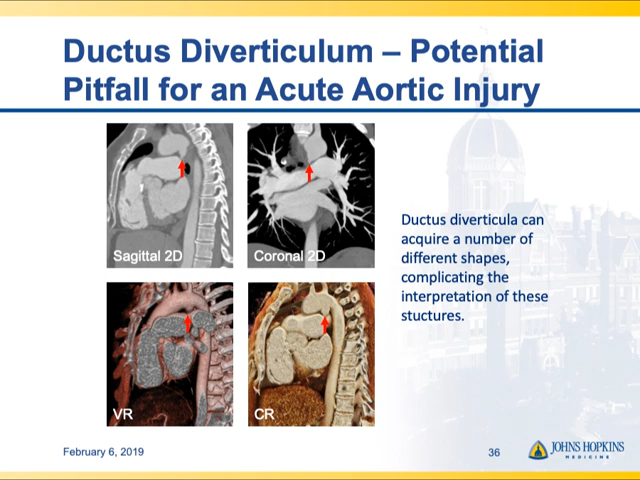 Ductus Diverticulum – Potential
Pitfall for an Acute Aortic Injury
Sagittal 2D
Coronal 2D
Ductus diverticula can
acquire a number of
different shapes,
complicating the
interpretation of these
stuctures.
VR
CR
February 6, 2019
36
JOHNS HOPKINS
MEDICINE